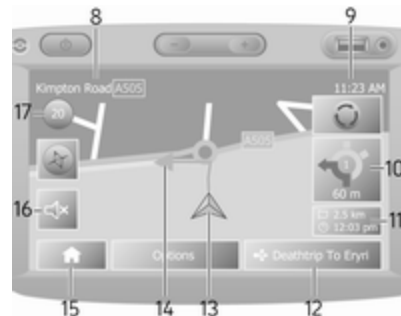 8
9
Kimpton Road A505
11:23 AM
17
20
A505
1
10
60 m
2.5 km
11
12:03 pm
16
Options
Deathtrip To Eryri
15
14
13
12